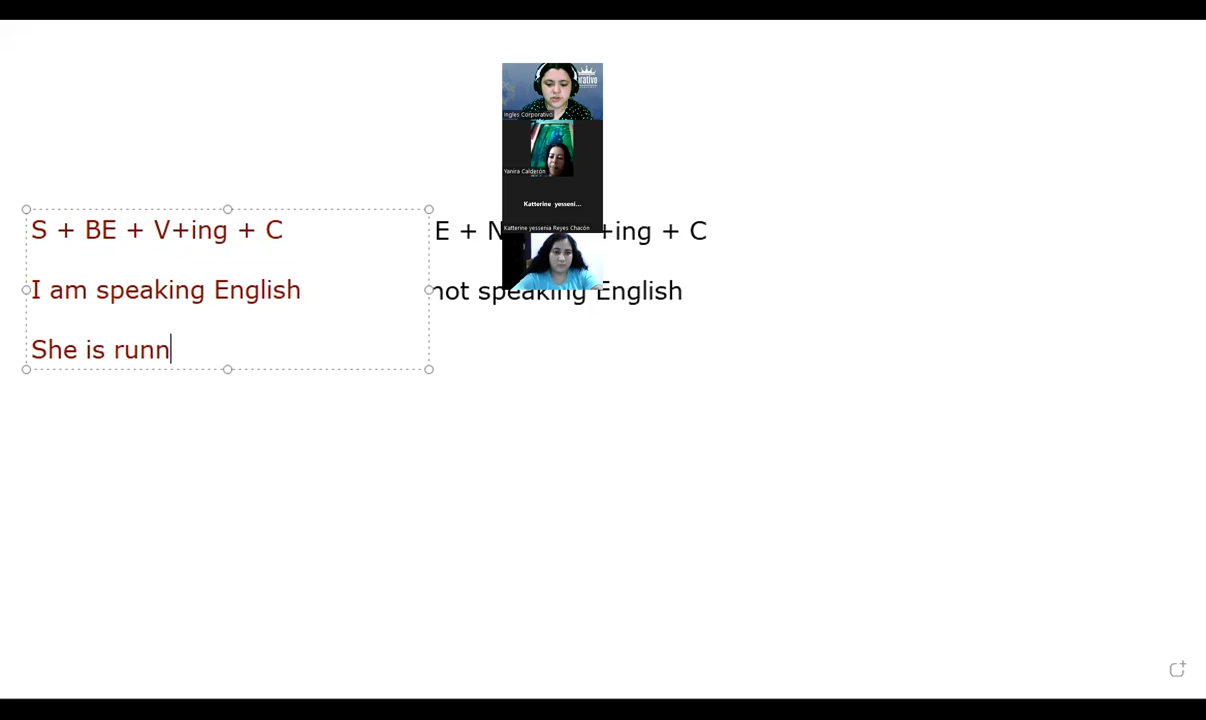 rativo
Ingles Corporativo
Yanira Calderón
Katterine yesseni...
Katterine yessenia Reyes Chacón
S + BE + V+ing + C
E + N +ing + C
I am speaking English
not speaking English
She is runn